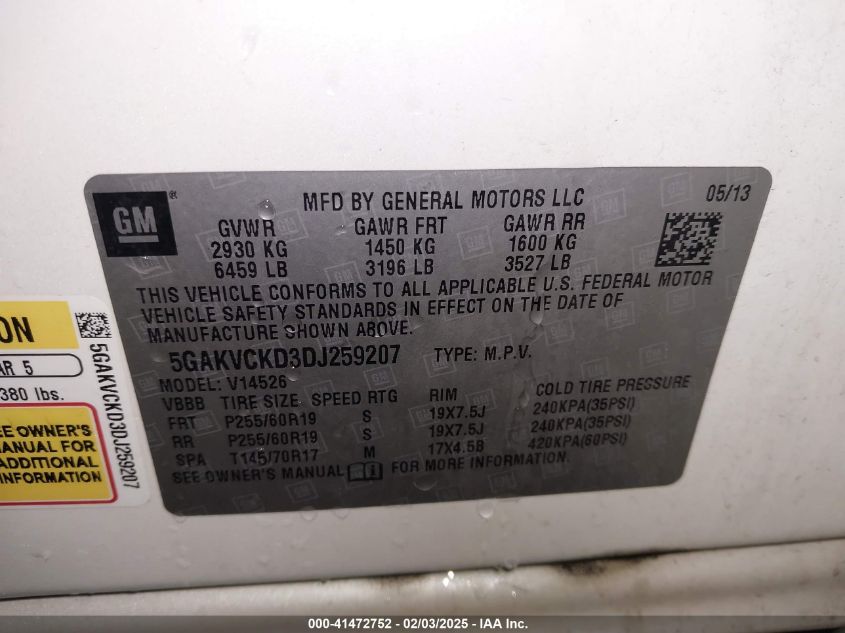 GM®
MFD BY GENERAL MOTORS LLC
05/13
GVWR GAWR FRT GAWR RR
2930 KG 1450 KG 1600 KG
6459 LB 3196 LB 3527 LB
THIS VEHICLE CONFORMS TO ALL APPLICABLE U.S. FEDERAL MOTOR
VEHICLE SAFETY STANDARDS IN EFFECT ON THE DATE OF
MANUFACTURE SHOWN ABOVE.
5GAKVCKD3DJ259207 TYPE: M.P.V.
MODEL: V14526
VBBB TIRE SIZE SPEED RTG RIM COLD TIRE PRESSURE
FRT P255/60R19 S 19X7.5J 240KPA(35PSI)
RR P255/60R19 S 19X7.5J 240KPA(35PSI)
SPA T145/70R17 M 17X4.5B 420KPA(60PSI)
SEE OWNER'S MANUAL FOR MORE INFORMATION.
ON
AR 5
380 lbs.
EE OWNER'S
MANUAL FOR
ADDITIONAL
INFORMATION
5GAKVCKD3DJ259207
000-41472752 - 02/03/2025 - IAA Inc.